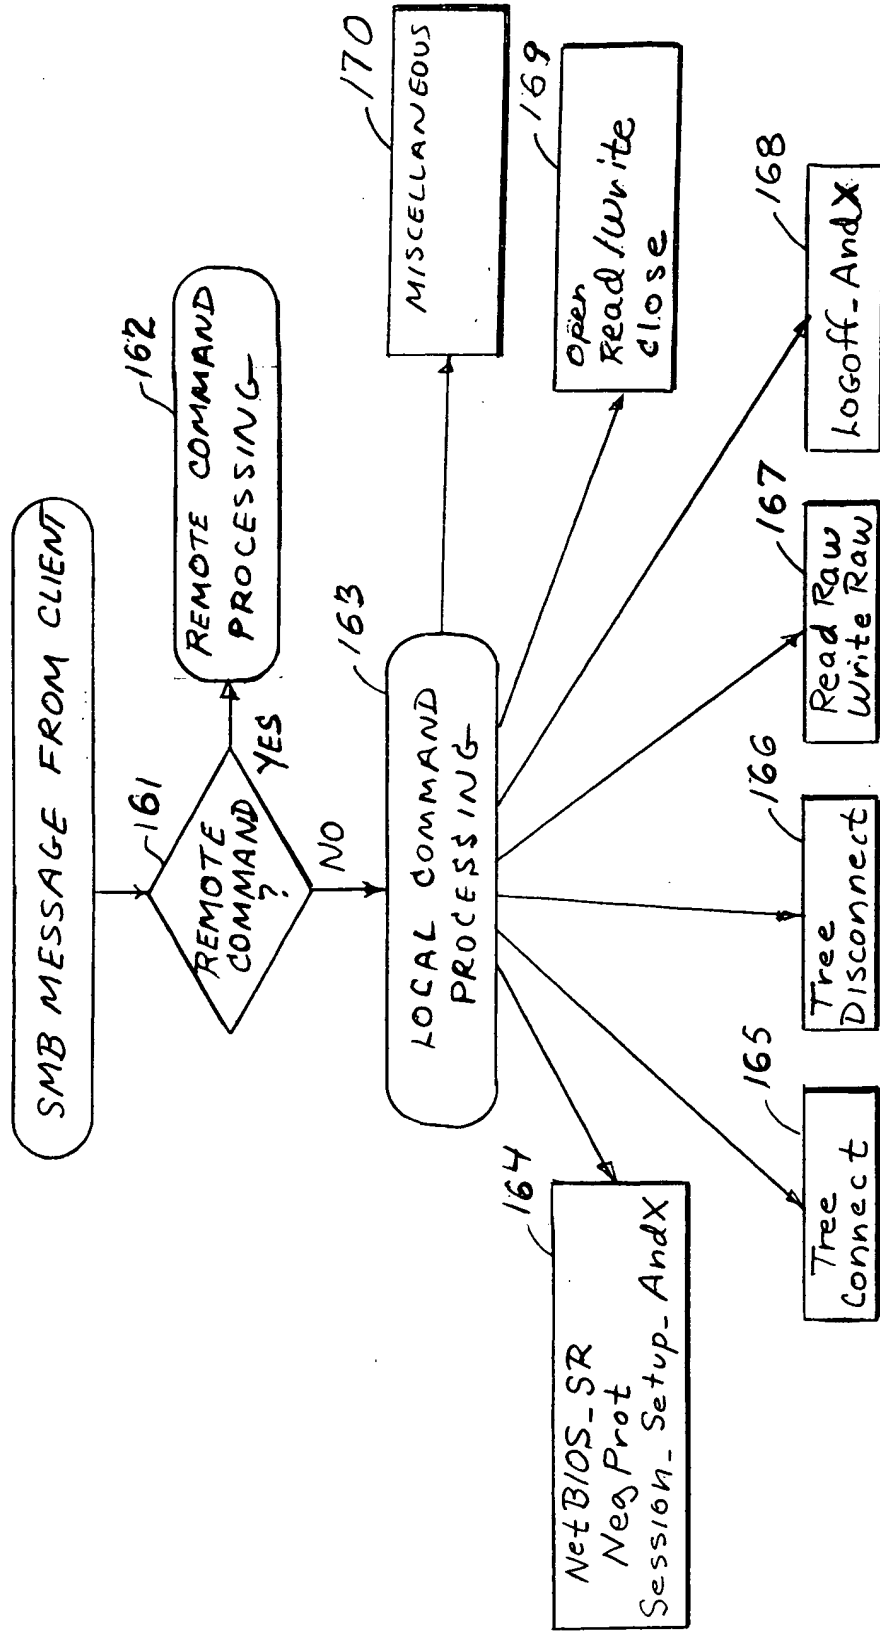 SMB MESSAGE FROM CLIENT
161
REMOTE
COMMAND
?
YES
NO
162
REMOTE COMMAND
PROCESSING
163
LOCAL COMMAND
PROCESSING
164
NetBIOS_SR
NegProt
Session_Setup_AndX
165
Tree
Connect
166
Tree
Disconnect
167
Read Raw
Write Raw
168
LOGOff_AndX
169
Open
Read/Write
Close
170
MISCELLANEOUS